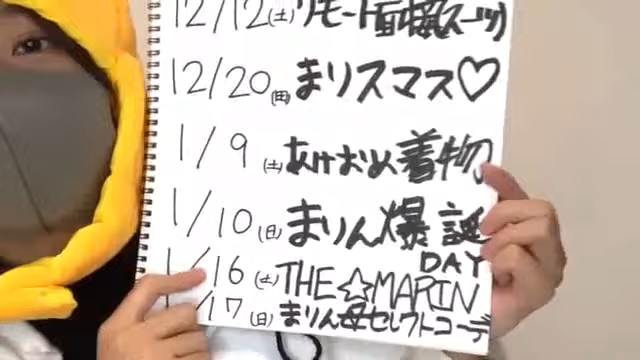 12/12(土)リモート面接(スーツ)
12/20(日)まりスマス♡
1/9(土)あけおめ着物
1/10(日)まりん爆誕
1/16(土)THE☆MARIN DAY
1/17(日)まりん母セレクトコーデ